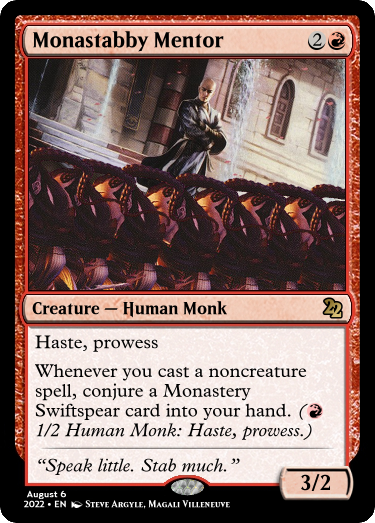 Monastabby Mentor 2
Creature — Human Monk
Haste, prowess
Whenever you cast a noncreature
spell, conjure a Monastery
Swiftspear card into your hand. (
1/2 Human Monk: Haste, prowess.)
“Speak little. Stab much.”
3/2
August 6
2022 • EN STEVE ARGYLE, MAGALI VILLENEUVE